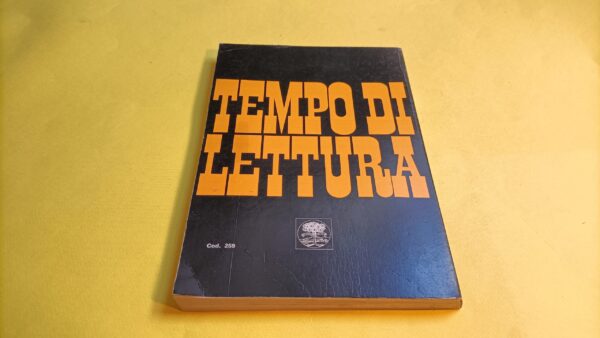 TEMPO DI
LETTURA
Cod. 259